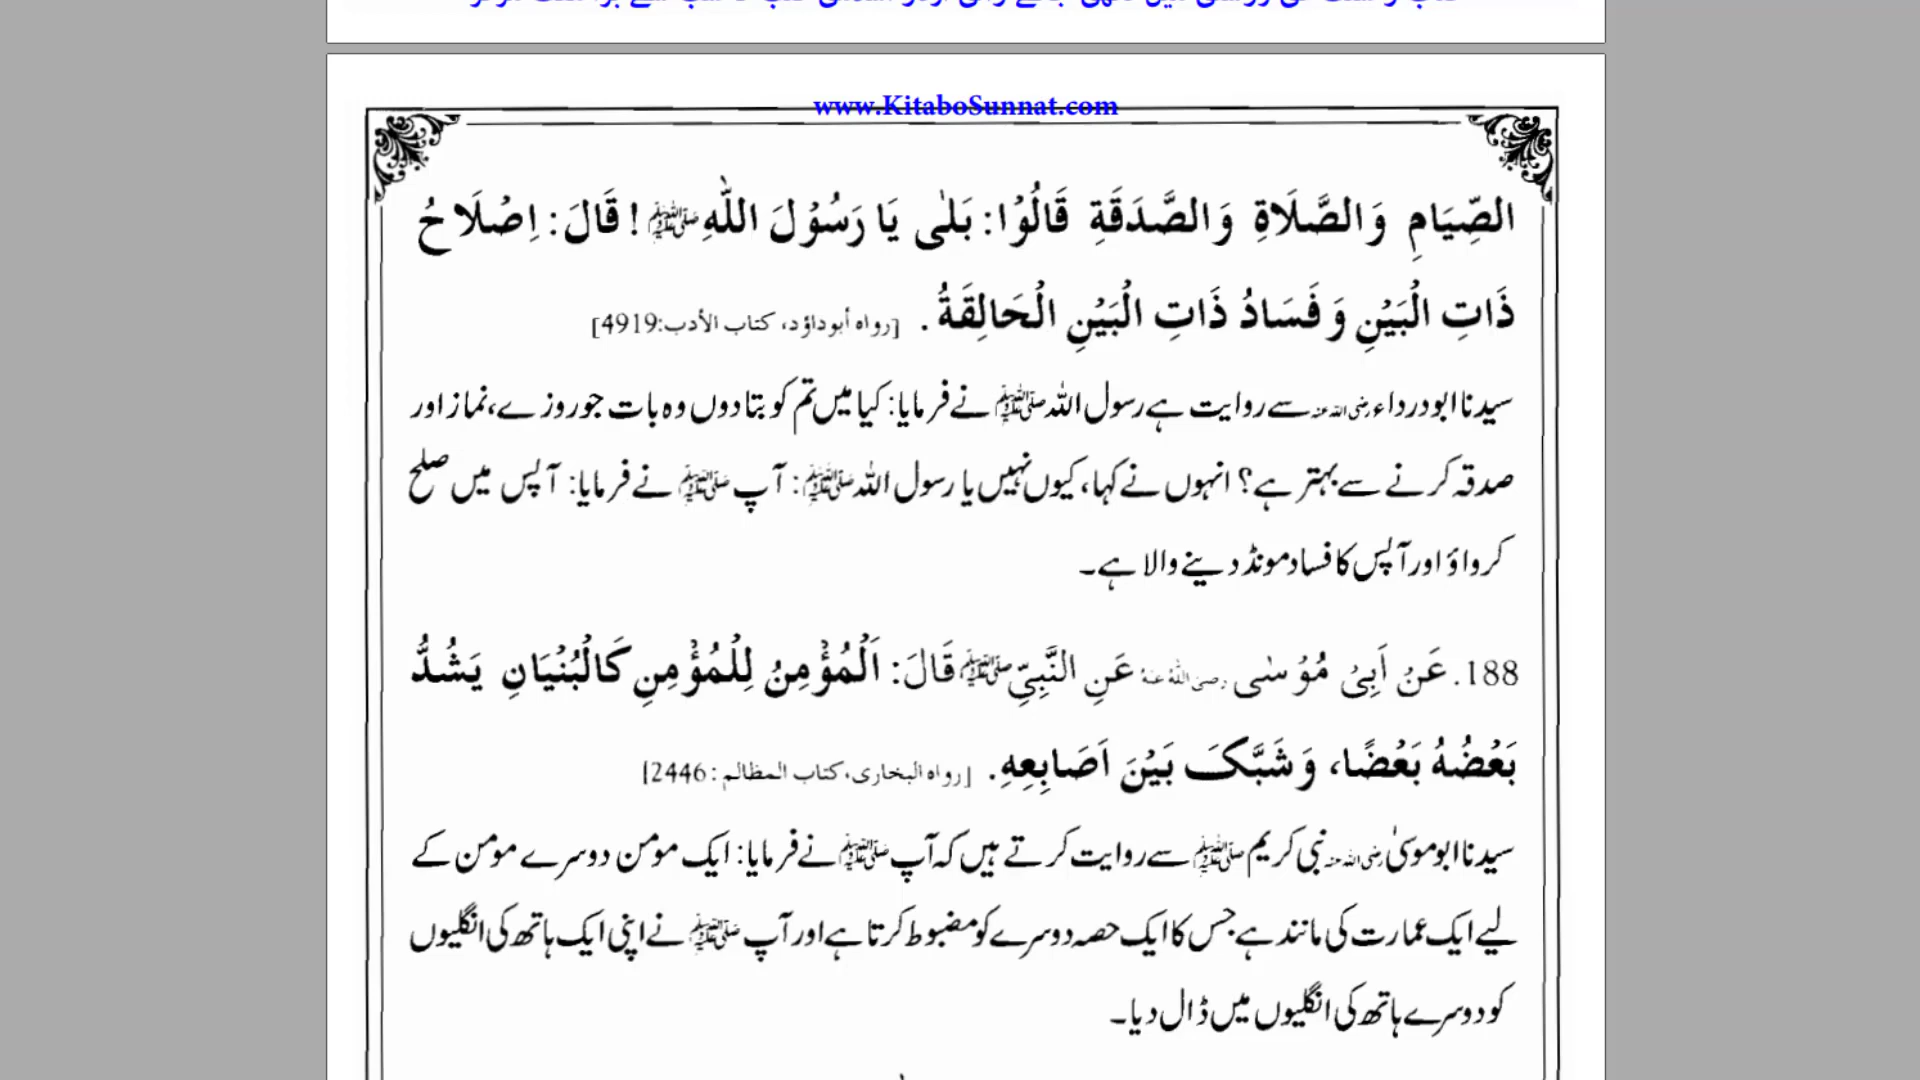 www.KitaboSunnat.com
الصِّيَامِ وَالصَّلَاةِ وَالصَّدَقَةِ قَالُوْا: بَلٰى يَا رَسُوْلَ اللّٰهِ ﷺ! قَالَ: اِصْلَاحُ
ذَاتِ الْبَيْنِ وَفَسَادُ ذَاتِ الْبَيْنِ الْحَالِقَةُ. [رواه أبوداؤد، كتاب الأدب:4919]
سیدنا ابودرداء رضی اللہ عنہ سے روایت ہے رسول اللہ ﷺ نے فرمایا: کیا میں تم کو بتا دوں وہ بات جو روزے، نماز اور
صدقہ کرنے سے بہتر ہے؟ انہوں نے کہا، کیوں نہیں یا رسول اللہ ﷺ: آپ ﷺ نے فرمایا: آپس میں صلح
کرواؤ اور آپس کا فساد مونڈ دینے والا ہے۔
188. عَنْ اَبِیْ مُوْسٰی رضی اللہ عنہ عَنِ النَّبِيِّ ﷺ قَالَ: اَلْمُؤْمِنُ لِلْمُؤْمِنِ كَالْبُنْيَانِ يَشُدُّ
بَعْضُهُ بَعْضًا، وَشَبَّکَ بَيْنَ اَصَابِعِهِ. [رواه البخاری، کتاب المظالم: 2446]
سیدنا ابوموسیٰ رضی اللہ عنہ نبی کریم ﷺ سے روایت کرتے ہیں کہ آپ ﷺ نے فرمایا: ایک مومن دوسرے مومن کے
لیے ایک عمارت کی مانند ہے جس کا ایک حصہ دوسرے کو مضبوط کرتا ہے اور آپ ﷺ نے اپنی ایک ہاتھ کی انگلیوں
کو دوسرے ہاتھ کی انگلیوں میں ڈال دیا۔